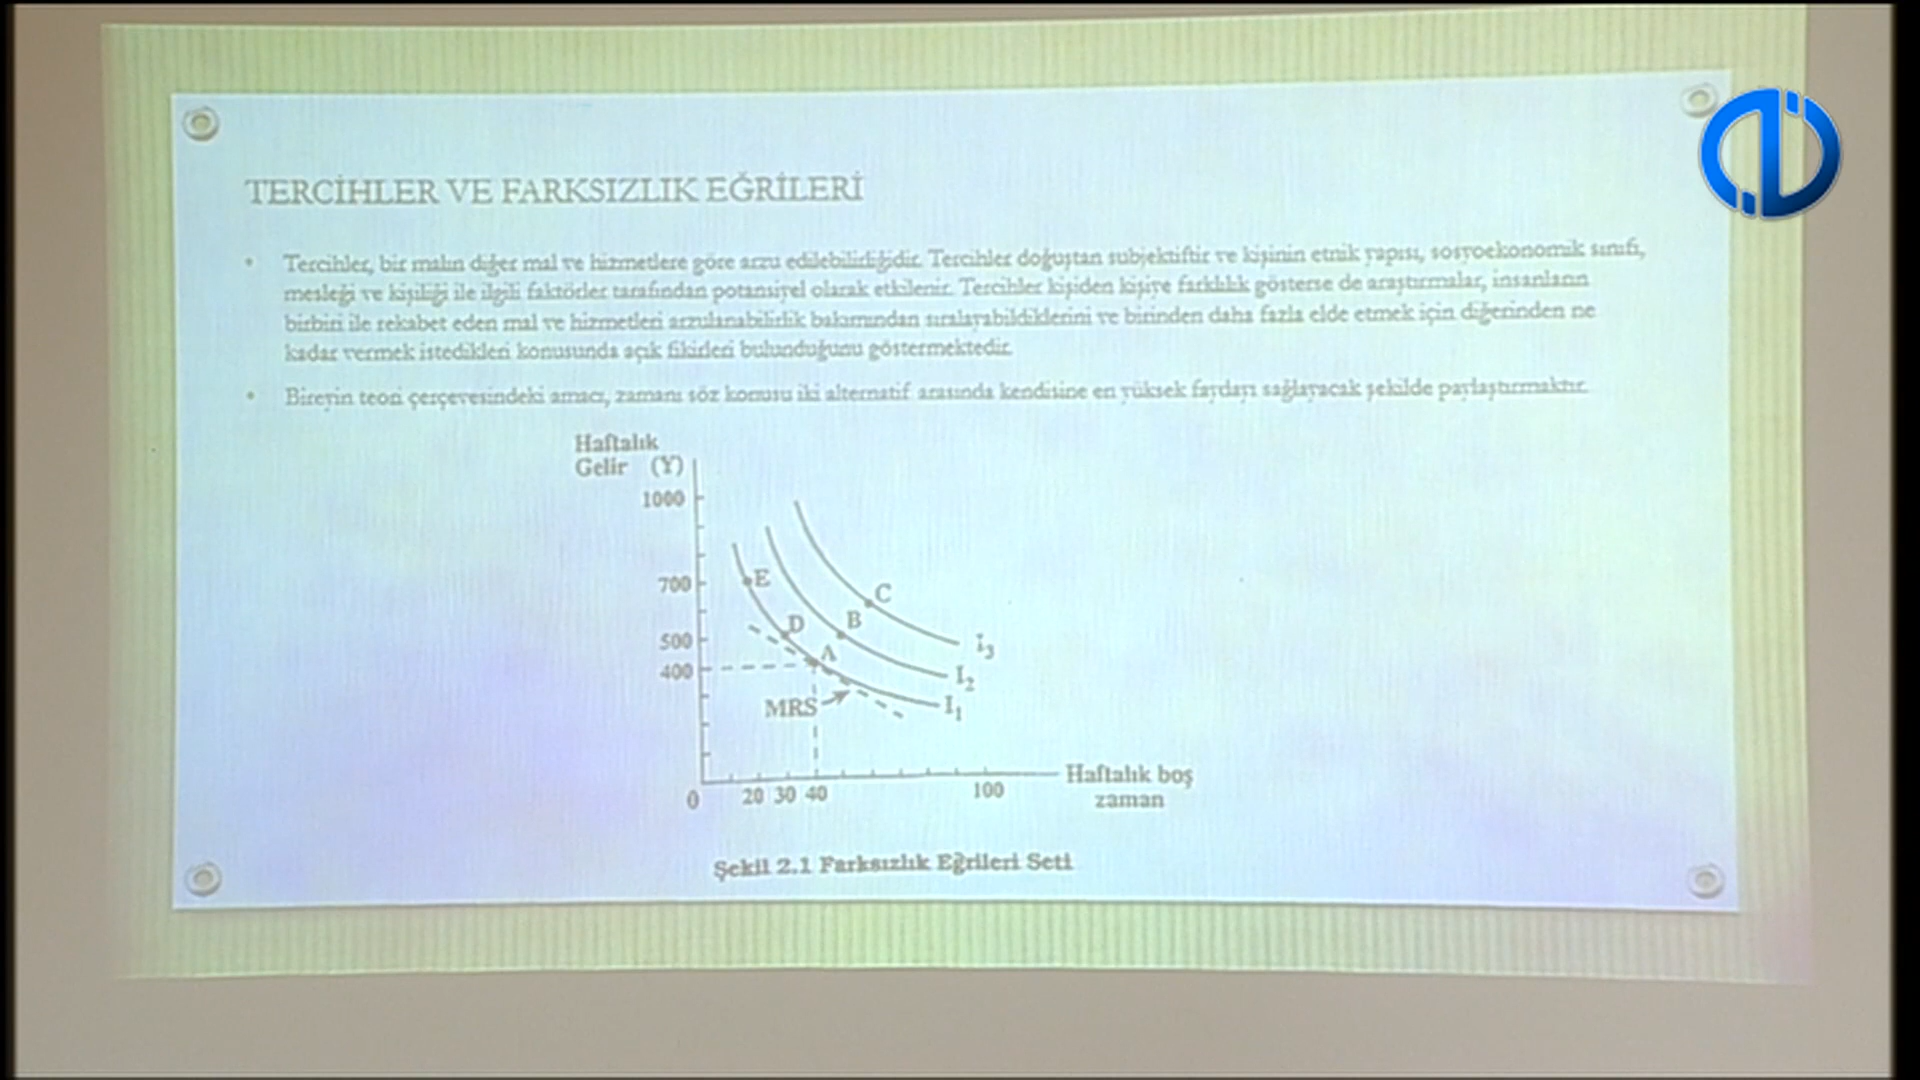 TERCİHLER VE FARKSIZLIK EĞRİLERİ
• Tercihler, bir malın diğer mal ve hizmetlere göre arzu edilebilirliğidir. Tercihler doğuştan subjektiftir ve kişinin etnik yapısı, sosyoekonomik sınıfı,
mesleği ve kişiliği ile ilgili faktörler tarafından potansiyel olarak etkilenir. Tercihler kişiden kişiye farklılık gösterse de araştırmalar, insanların
birbiri ile rekabet eden mal ve hizmetleri arzulanabilirlik bakımından sıralayabildiklerini ve birinden daha fazla elde etmek için diğerinden ne
kadar vermek istedikleri konusunda açık fikirleri bulunduğunu göstermektedir.
• Bireyin teori çerçevesindeki amacı, zamanı söz konusu iki alternatif arasında kendisine en yüksek faydayı sağlayacak şekilde paylaştırmaktır.
Haftalık
Gelir (Y)
1000
700
500
400
E
D
A
B
C
MRS
I3
I2
I1
0 20 30 40 100
Haftalık boş
zaman
Şekil 2.1 Farksızlık Eğrileri Seti